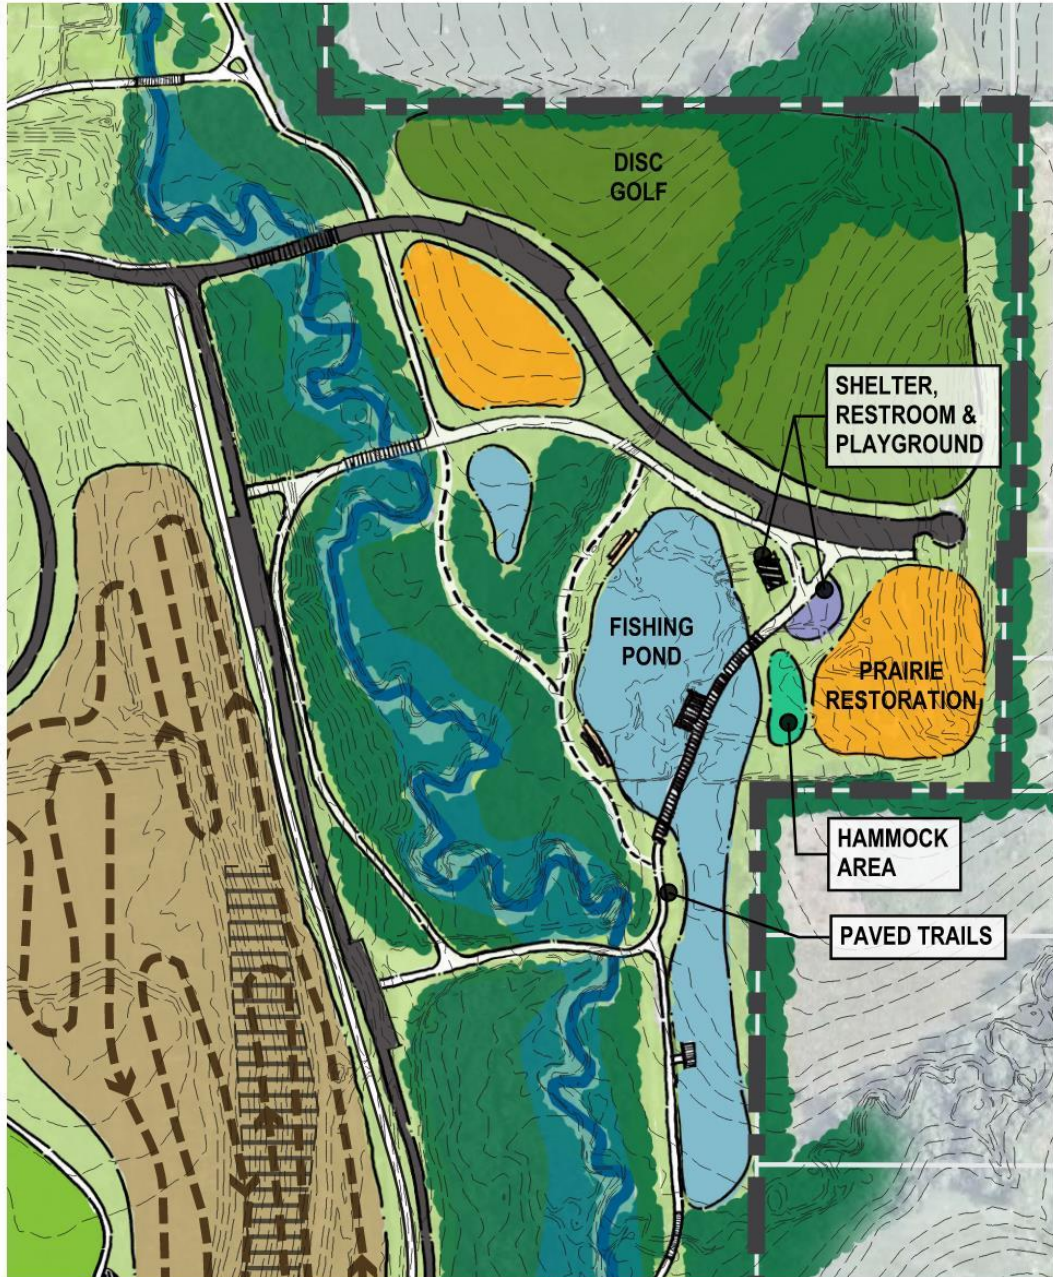 DISC
GOLF
SHELTER,
RESTROOM &
PLAYGROUND
FISHING
POND
PRAIRIE
RESTORATION
HAMMOCK
AREA
PAVED TRAILS